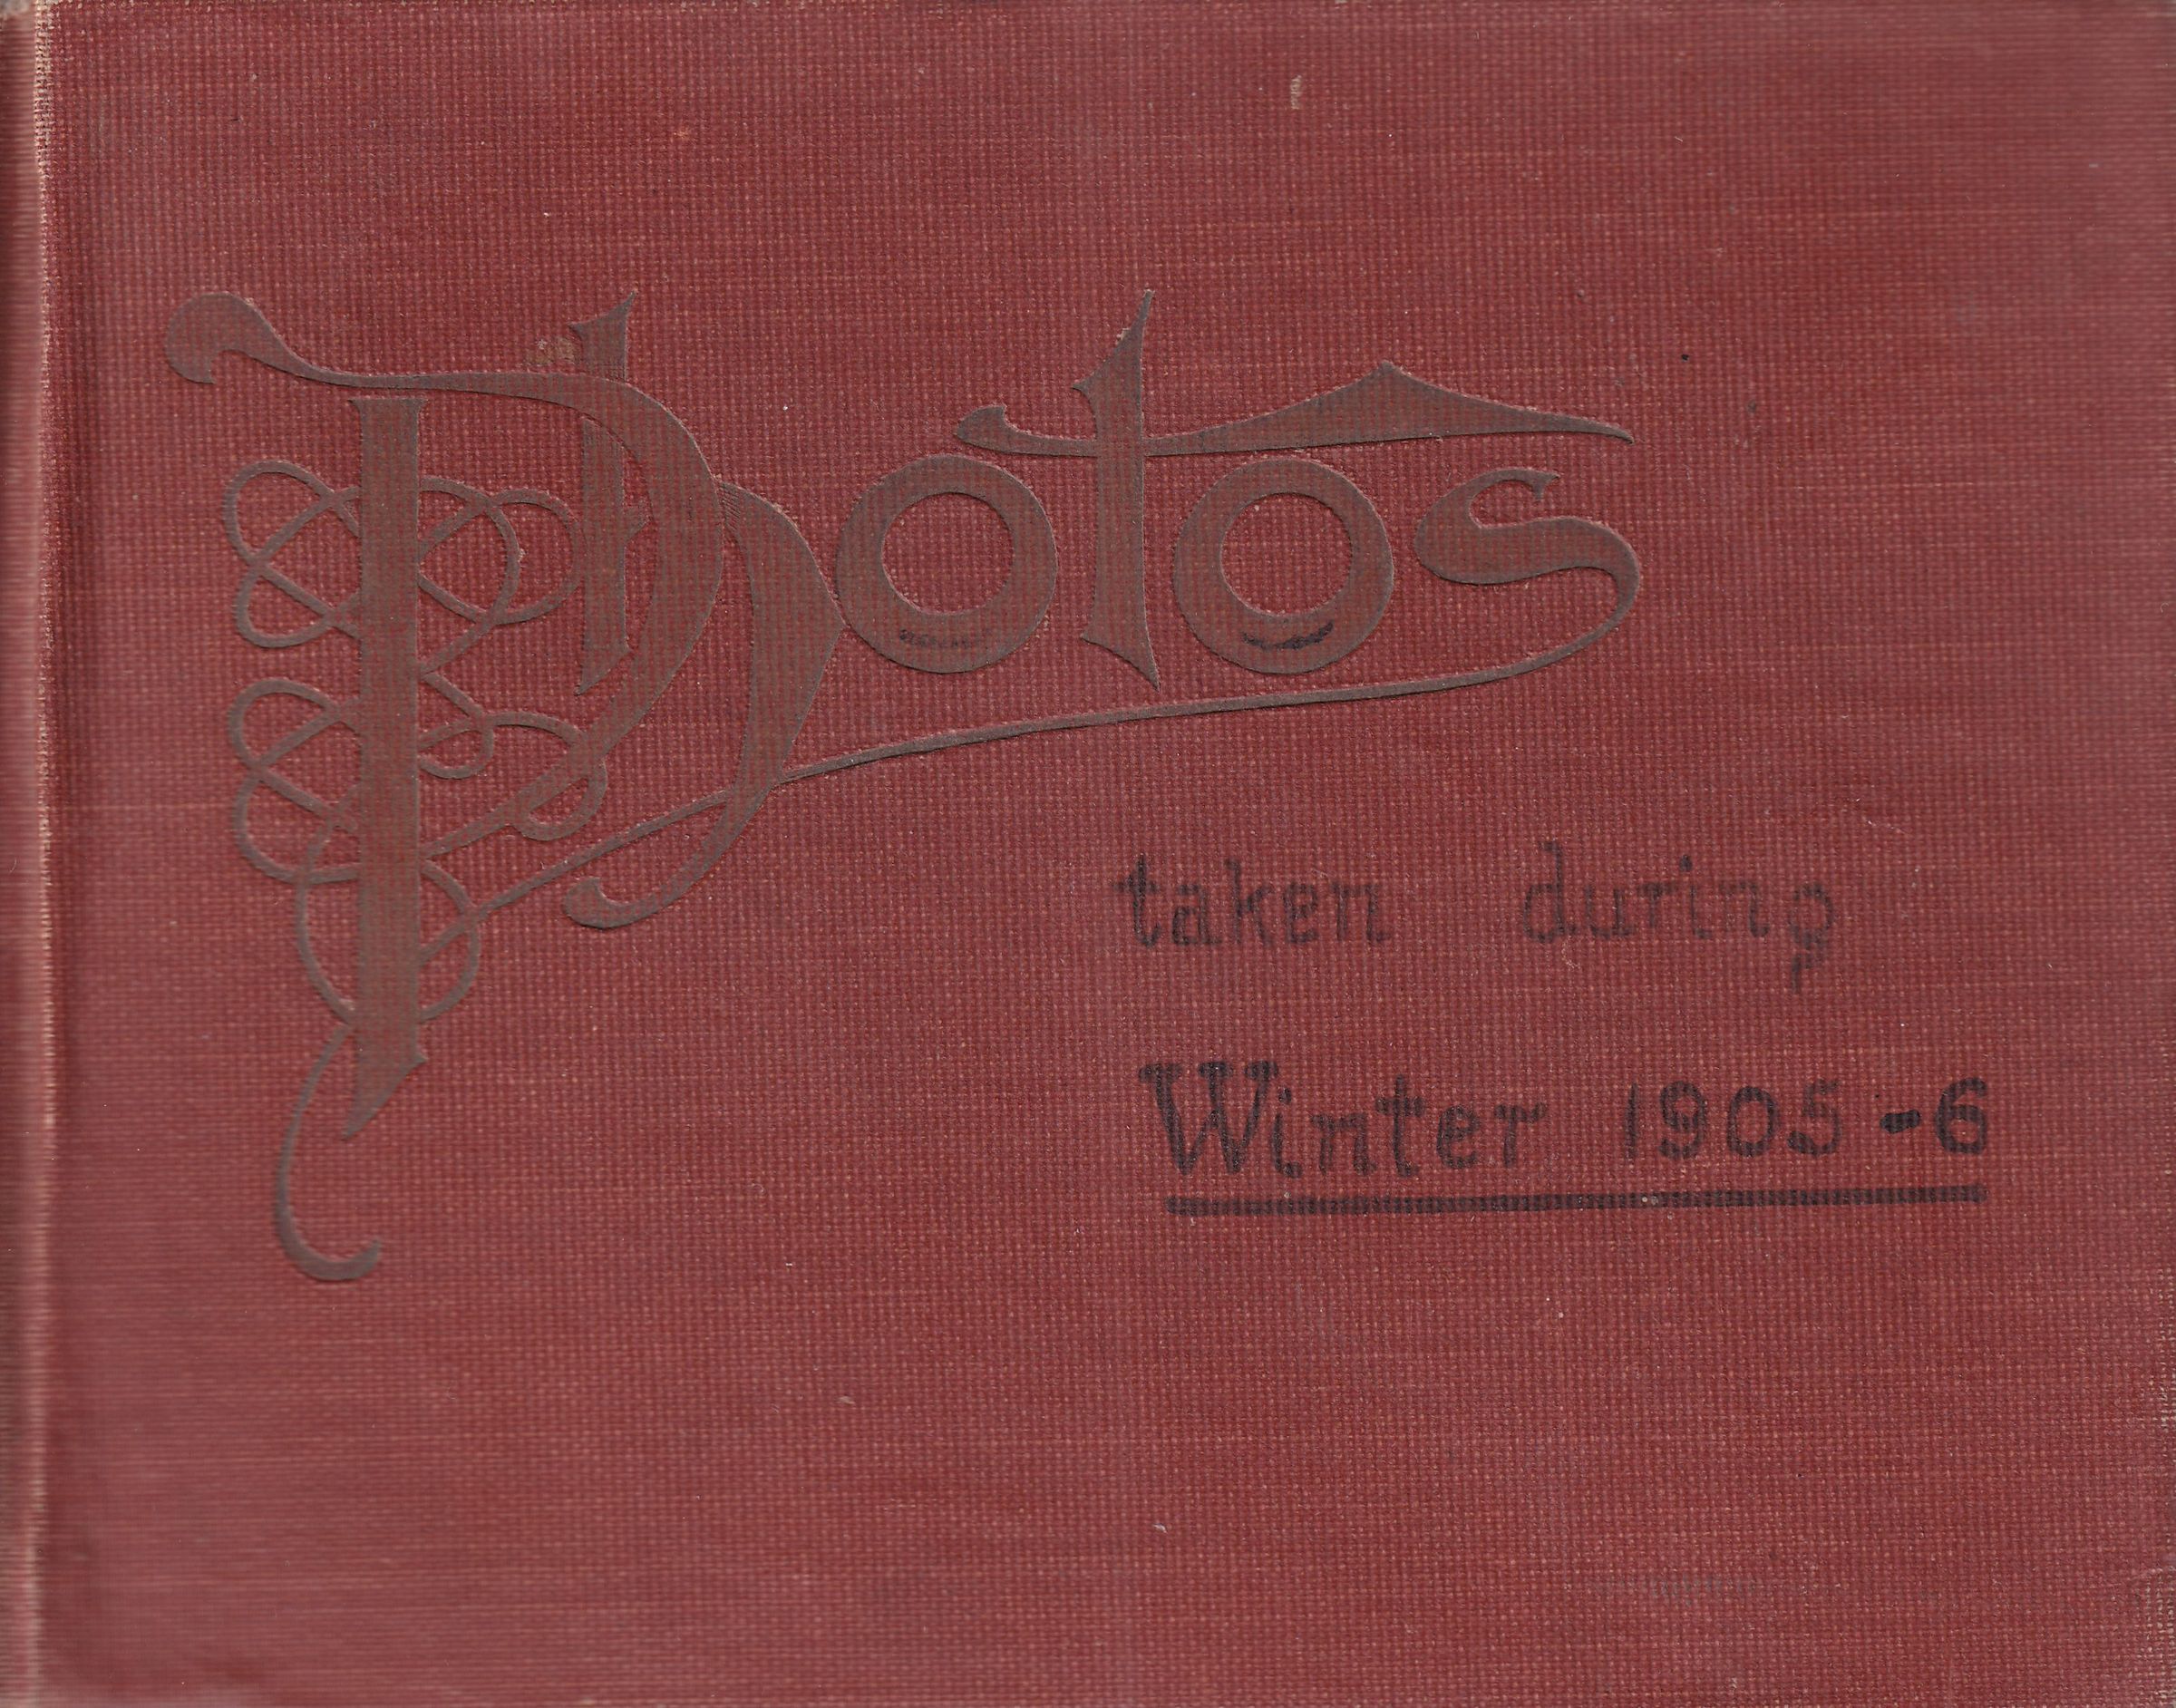 Photos
taken during
Winter 1905-6